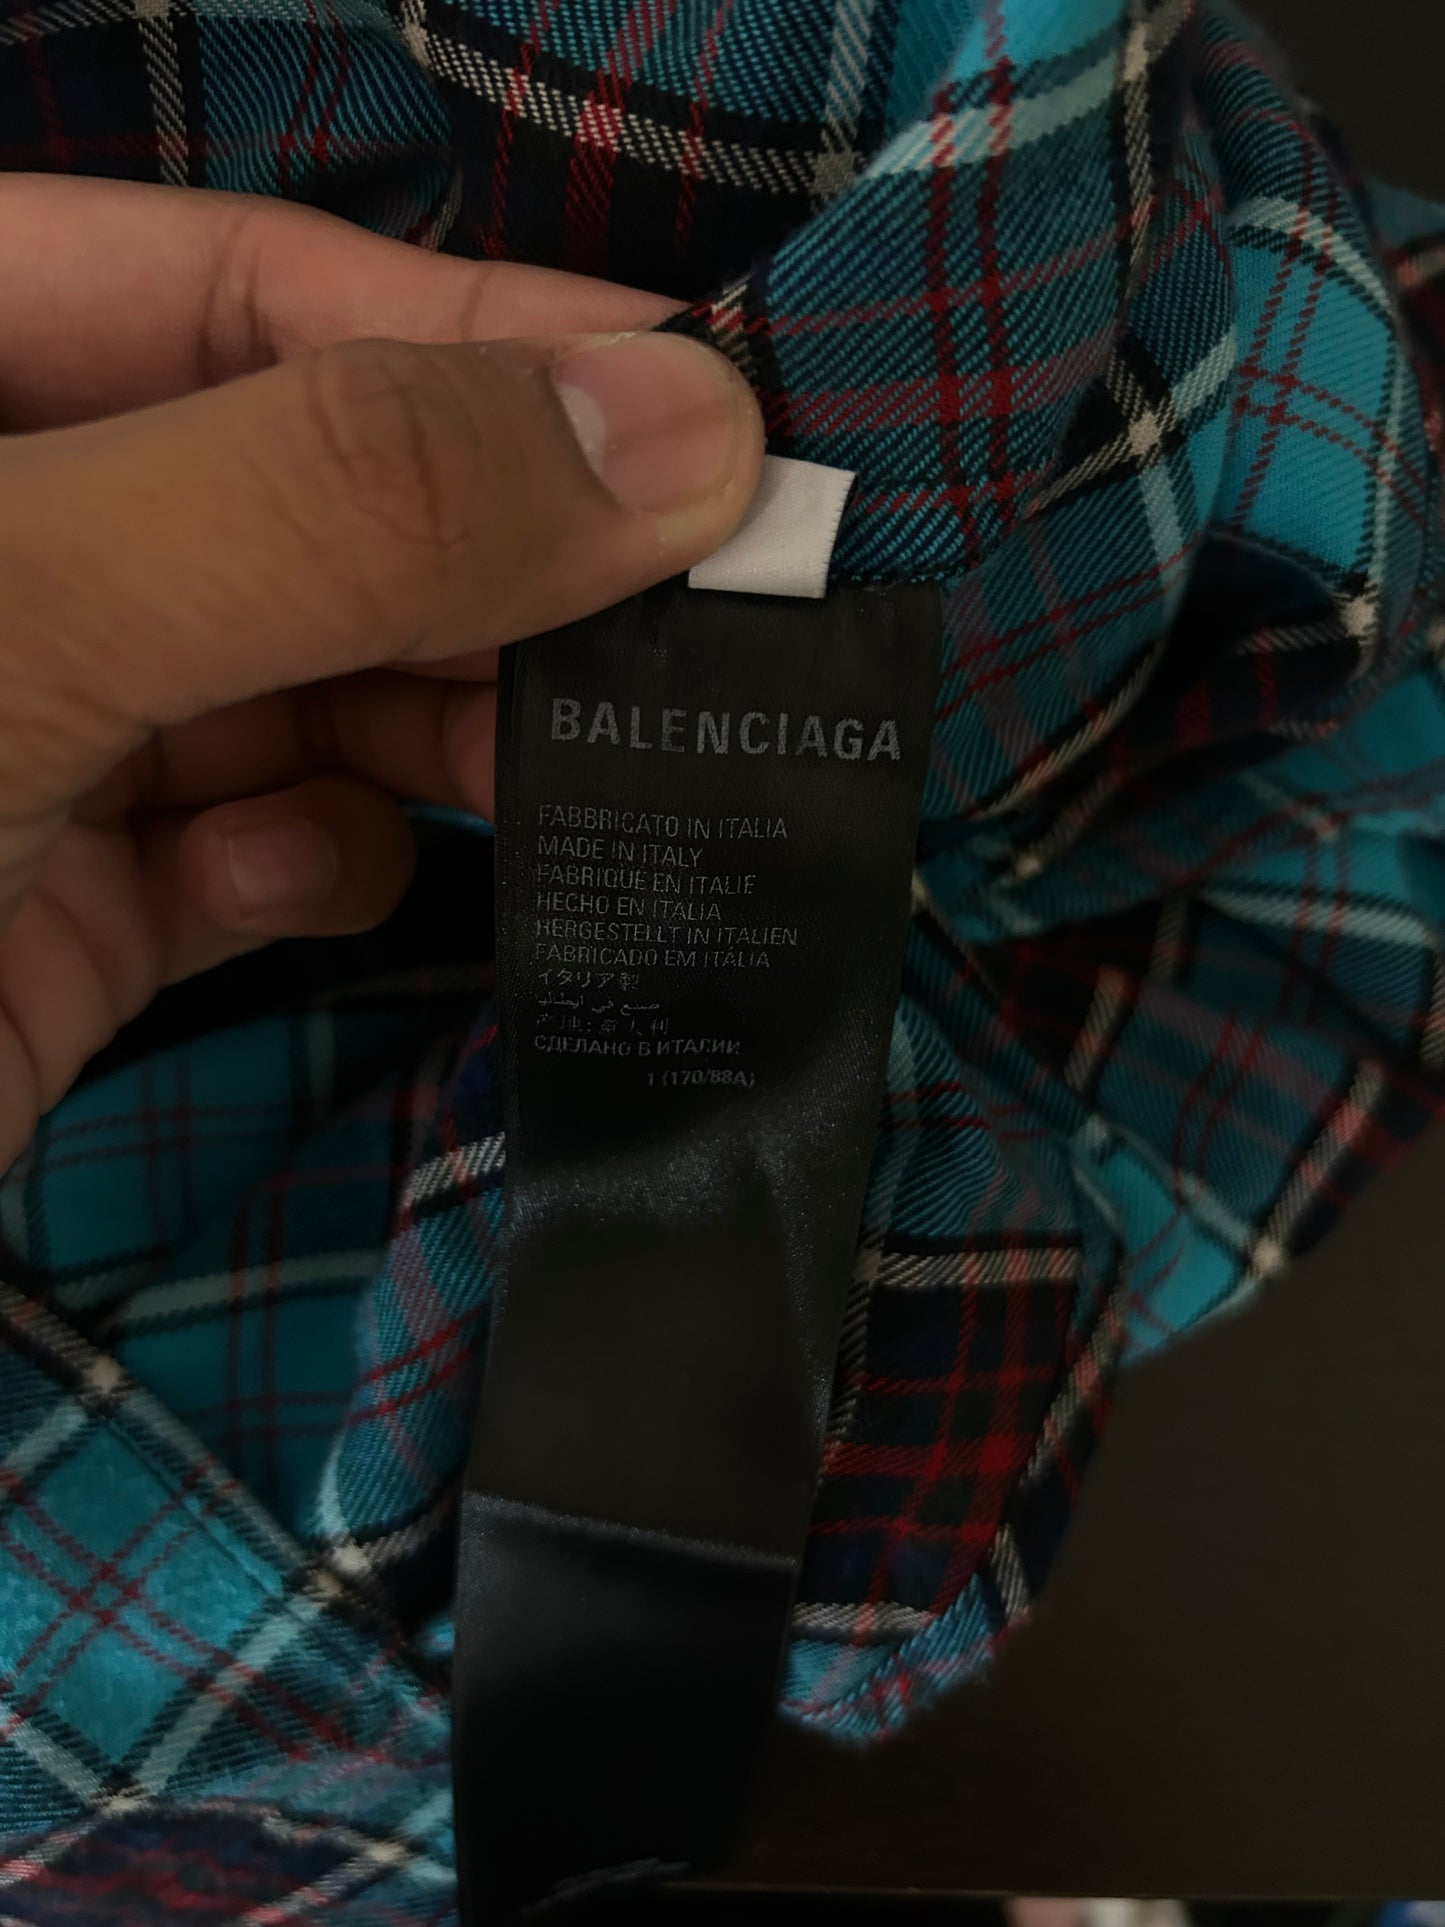 BALENCIAGA
FABBRICATO IN ITALIA
MADE IN ITALY
FABRIQUE EN ITALIE
HECHO EN ITALIA
HERGESTELLT IN ITALIEN
FABRICADO EM ITÁLIA
イタリア製
صنع في ايطاليا
产地: 意大利
СДЕЛАНО В ИТАЛИИ
1 (170/88A)